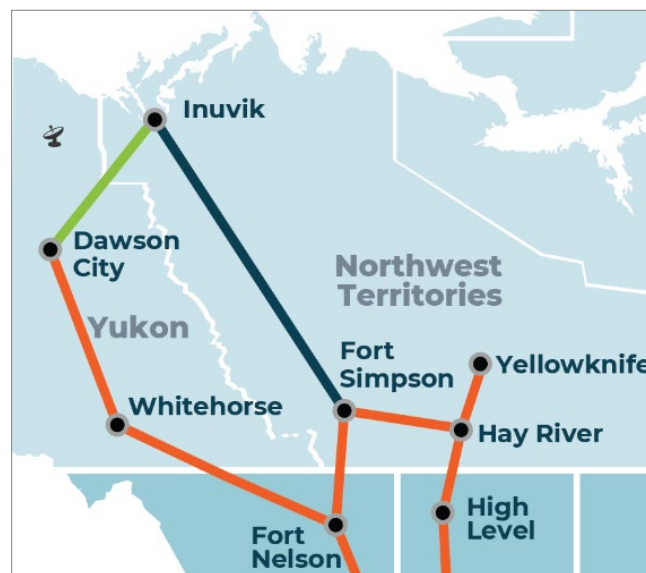 Inuvik
Dawson
City
Northwest
Territories
Yukon
Fort
Simpson
Yellowknife
Whitehorse
Hay River
High
Level
Fort
Nelson